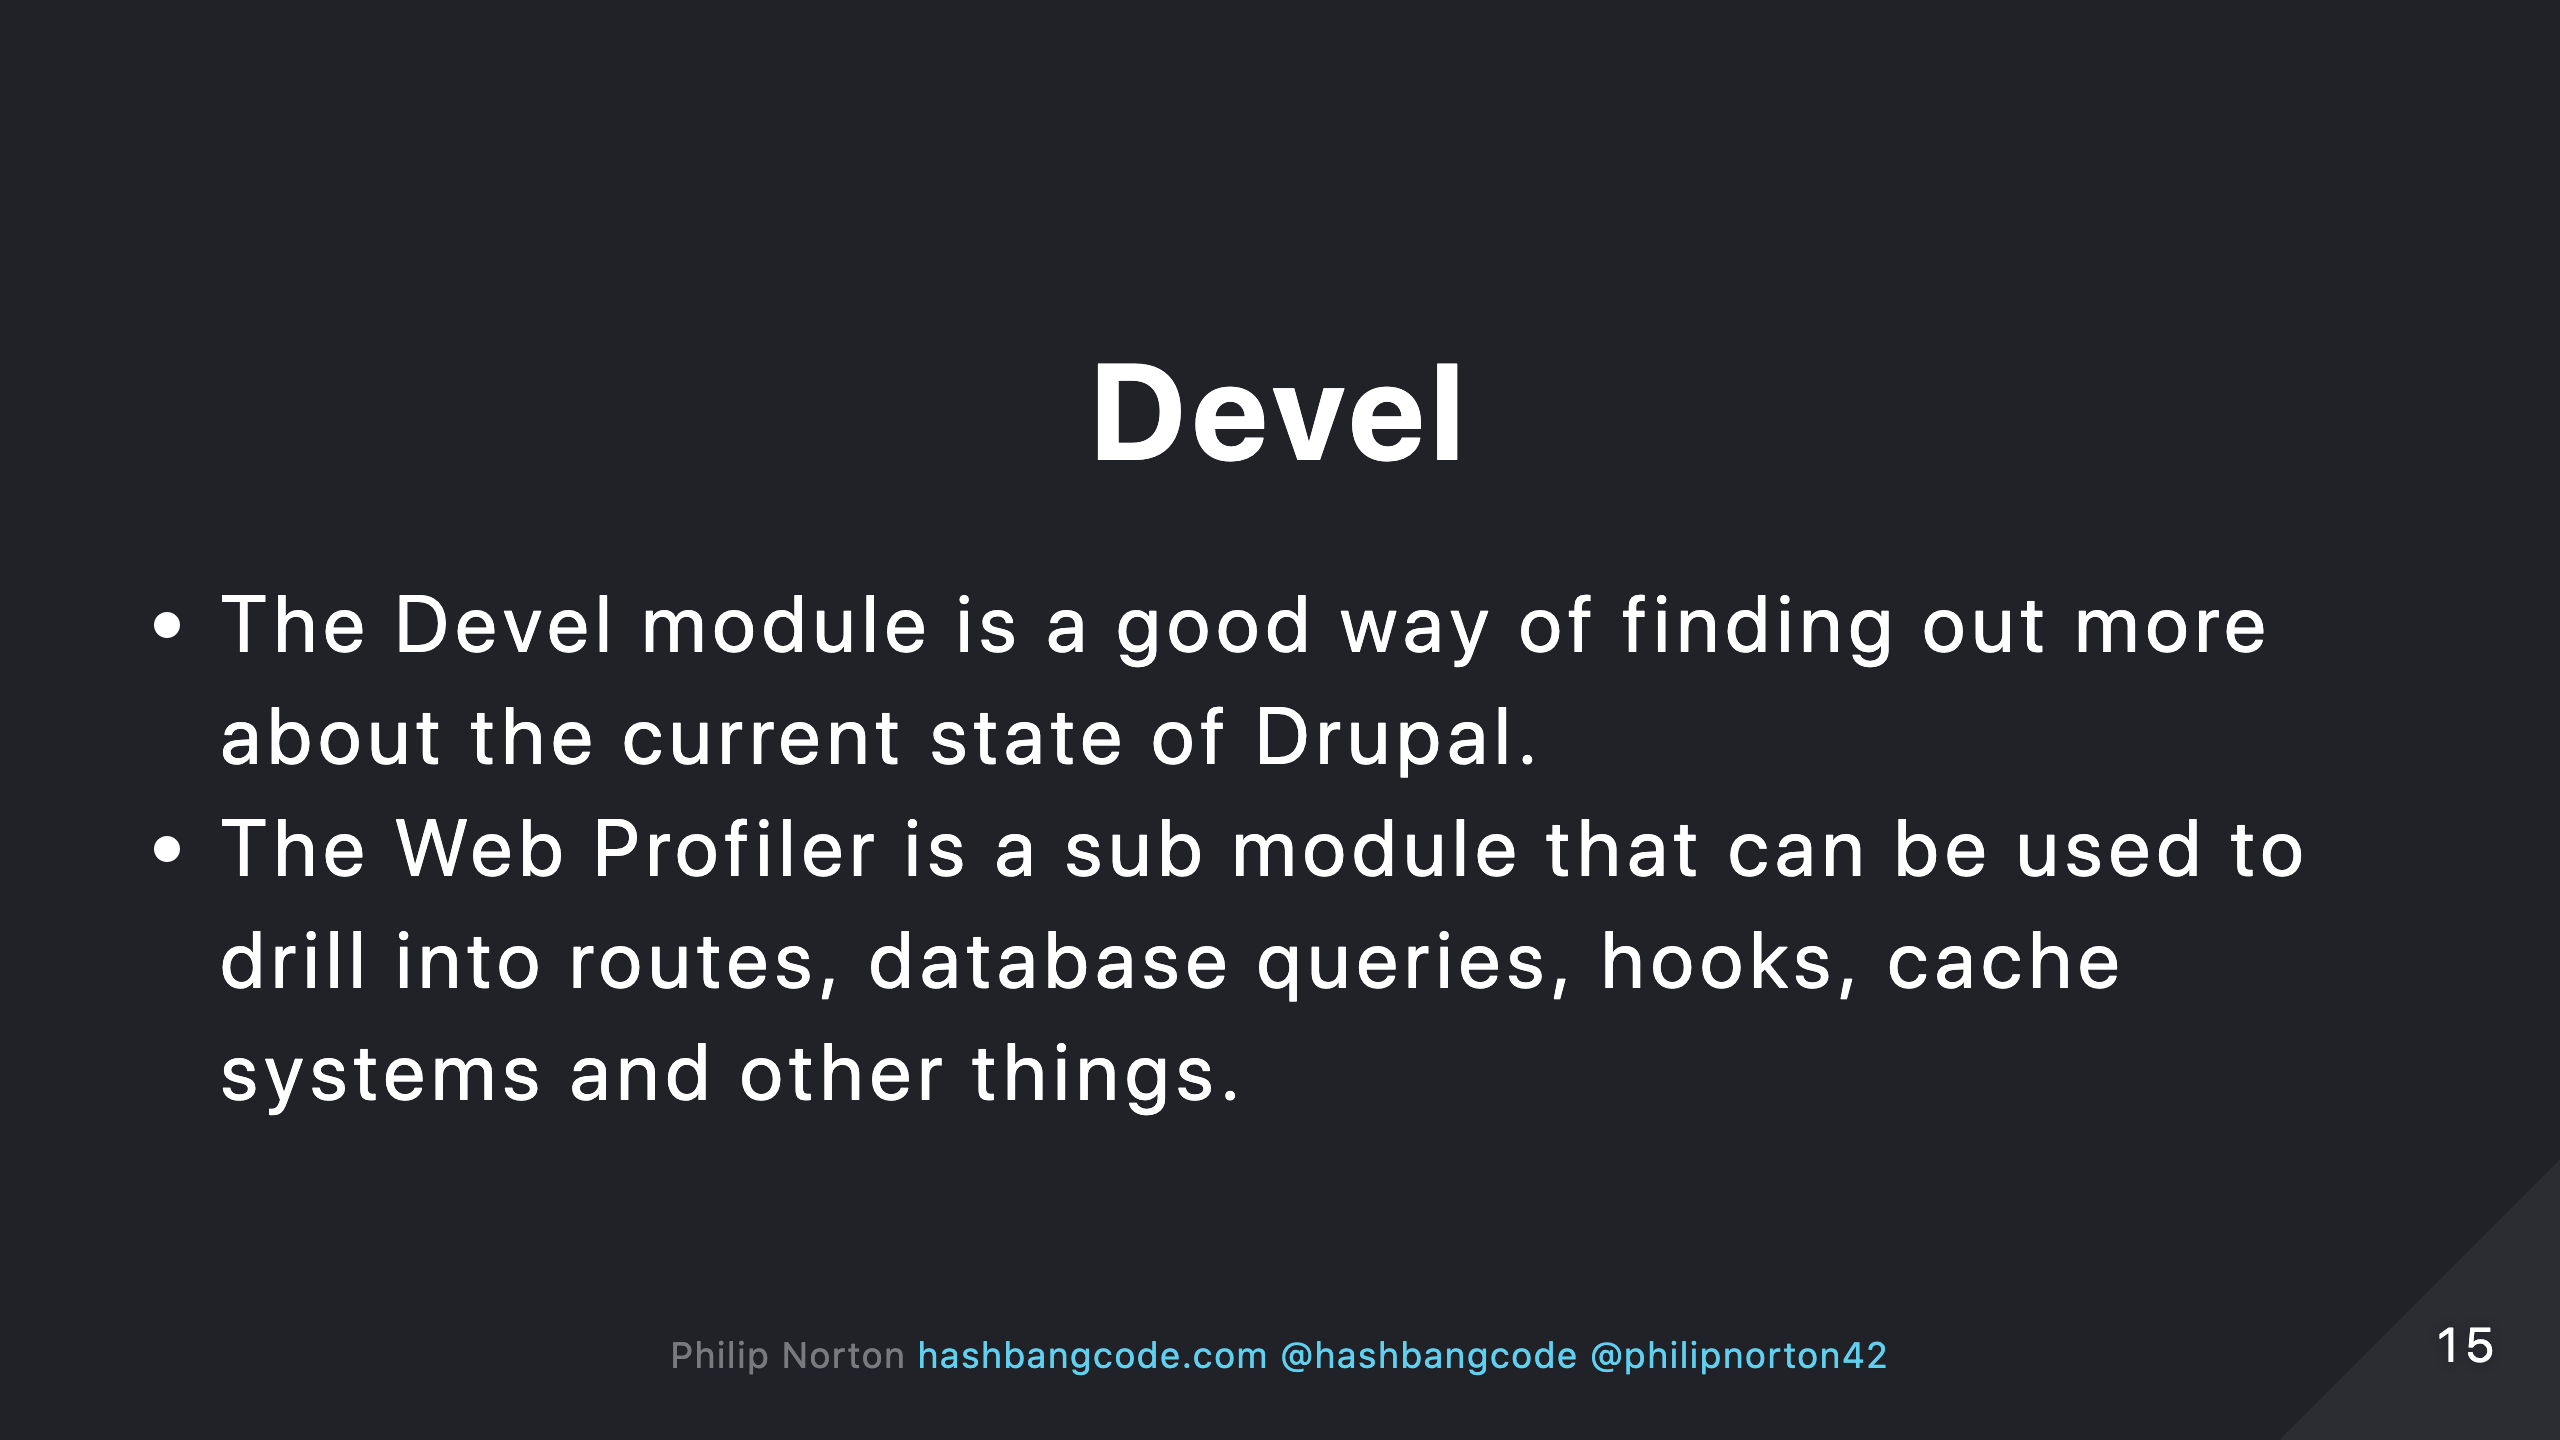 Devel
• The Devel module is a good way of finding out more
about the current state of Drupal.
• The Web Profiler is a sub module that can be used to
drill into routes, database queries, hooks, cache
systems and other things.
Philip Norton hashbangcode.com @hashbangcode @philipnorton42
15